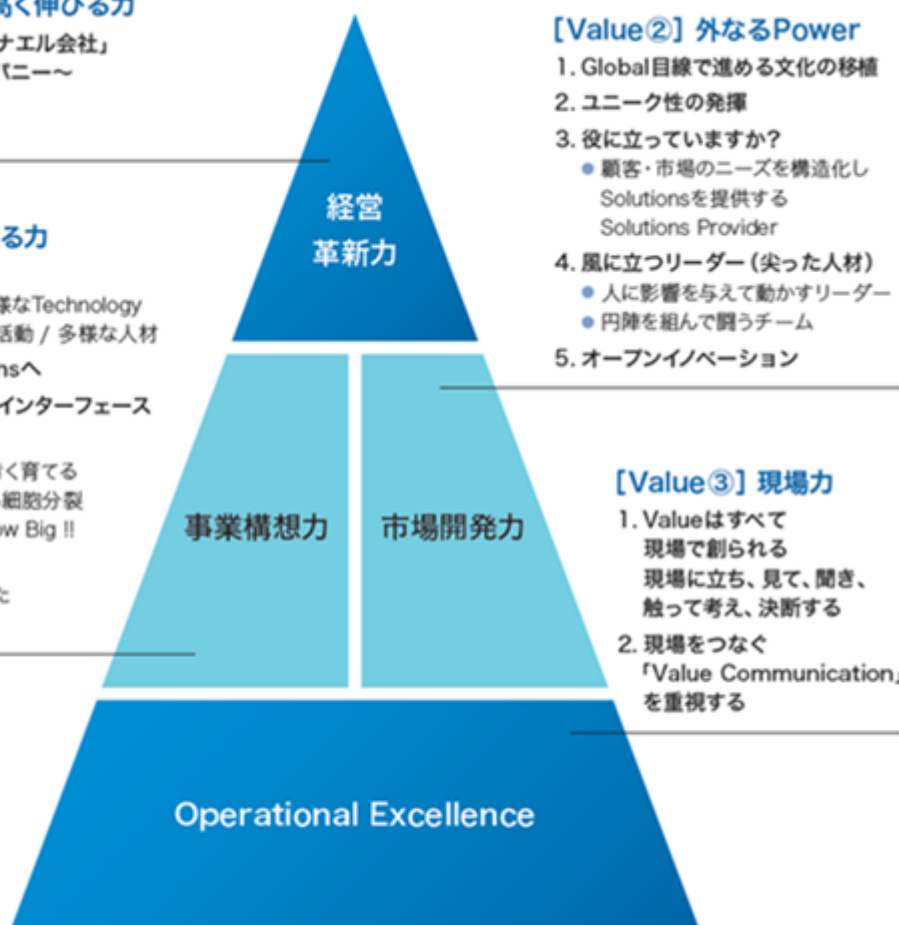 高く伸びる力
ナエル会社」
パニー～
る力
様なTechnology
活動 / 多様な人材
nsへ
インターフェース
く育てる
細胞分裂
ow Big !!
た
経営
革新力
事業構想力
市場開発力
Operational Excellence
[Value②] 外なるPower
1. Global目線で進める文化の移植
2. ユニーク性の発揮
3. 役に立っていますか?
● 顧客・市場のニーズを構造化し
Solutionsを提供する
Solutions Provider
4. 風に立つリーダー（尖った人材）
● 人に影響を与えて動かすリーダー
● 円陣を組んで闘うチーム
5. オープンイノベーション
[Value③] 現場力
1. Valueはすべて
現場で創られる
現場に立ち、見て、聞き、
触って考え、決断する
2. 現場をつなぐ
「Value Communication」
を重視する